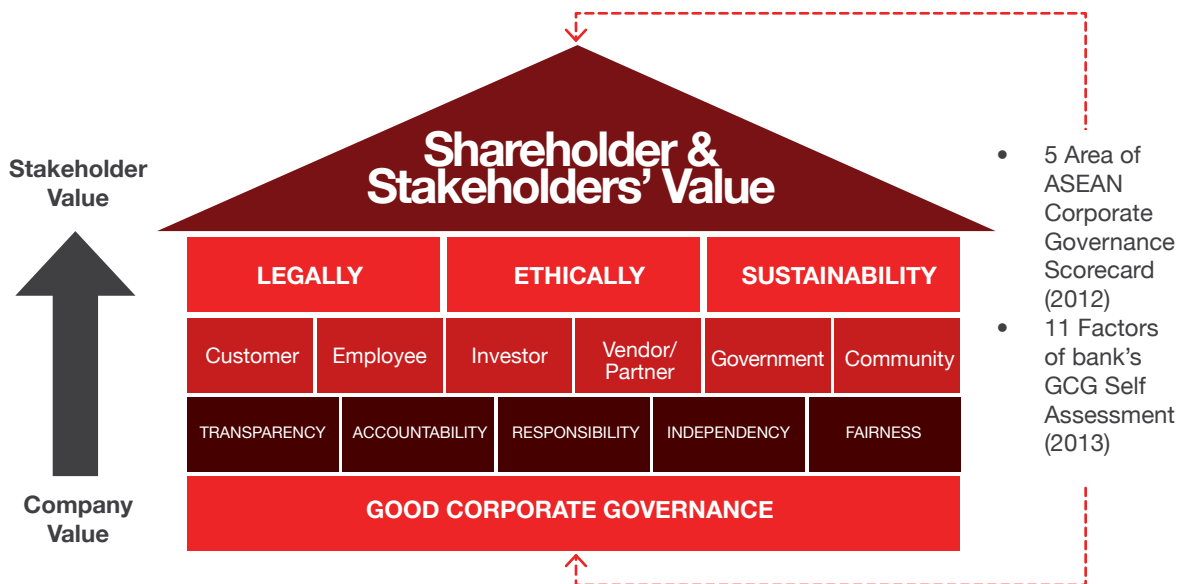 Shareholder &
Stakeholders' Value
Stakeholder
Value
Company
Value
LEGALLY
ETHICALLY
SUSTAINABILITY
Customer
Employee
Investor
Vendor/
Partner
Government
Community
TRANSPARENCY
ACCOUNTABILITY
RESPONSIBILITY
INDEPENDENCY
FAIRNESS
GOOD CORPORATE GOVERNANCE
• 5 Area of
ASEAN
Corporate
Governance
Scorecard
(2012)
• 11 Factors
of bank's
GCG Self
Assessment
(2013)